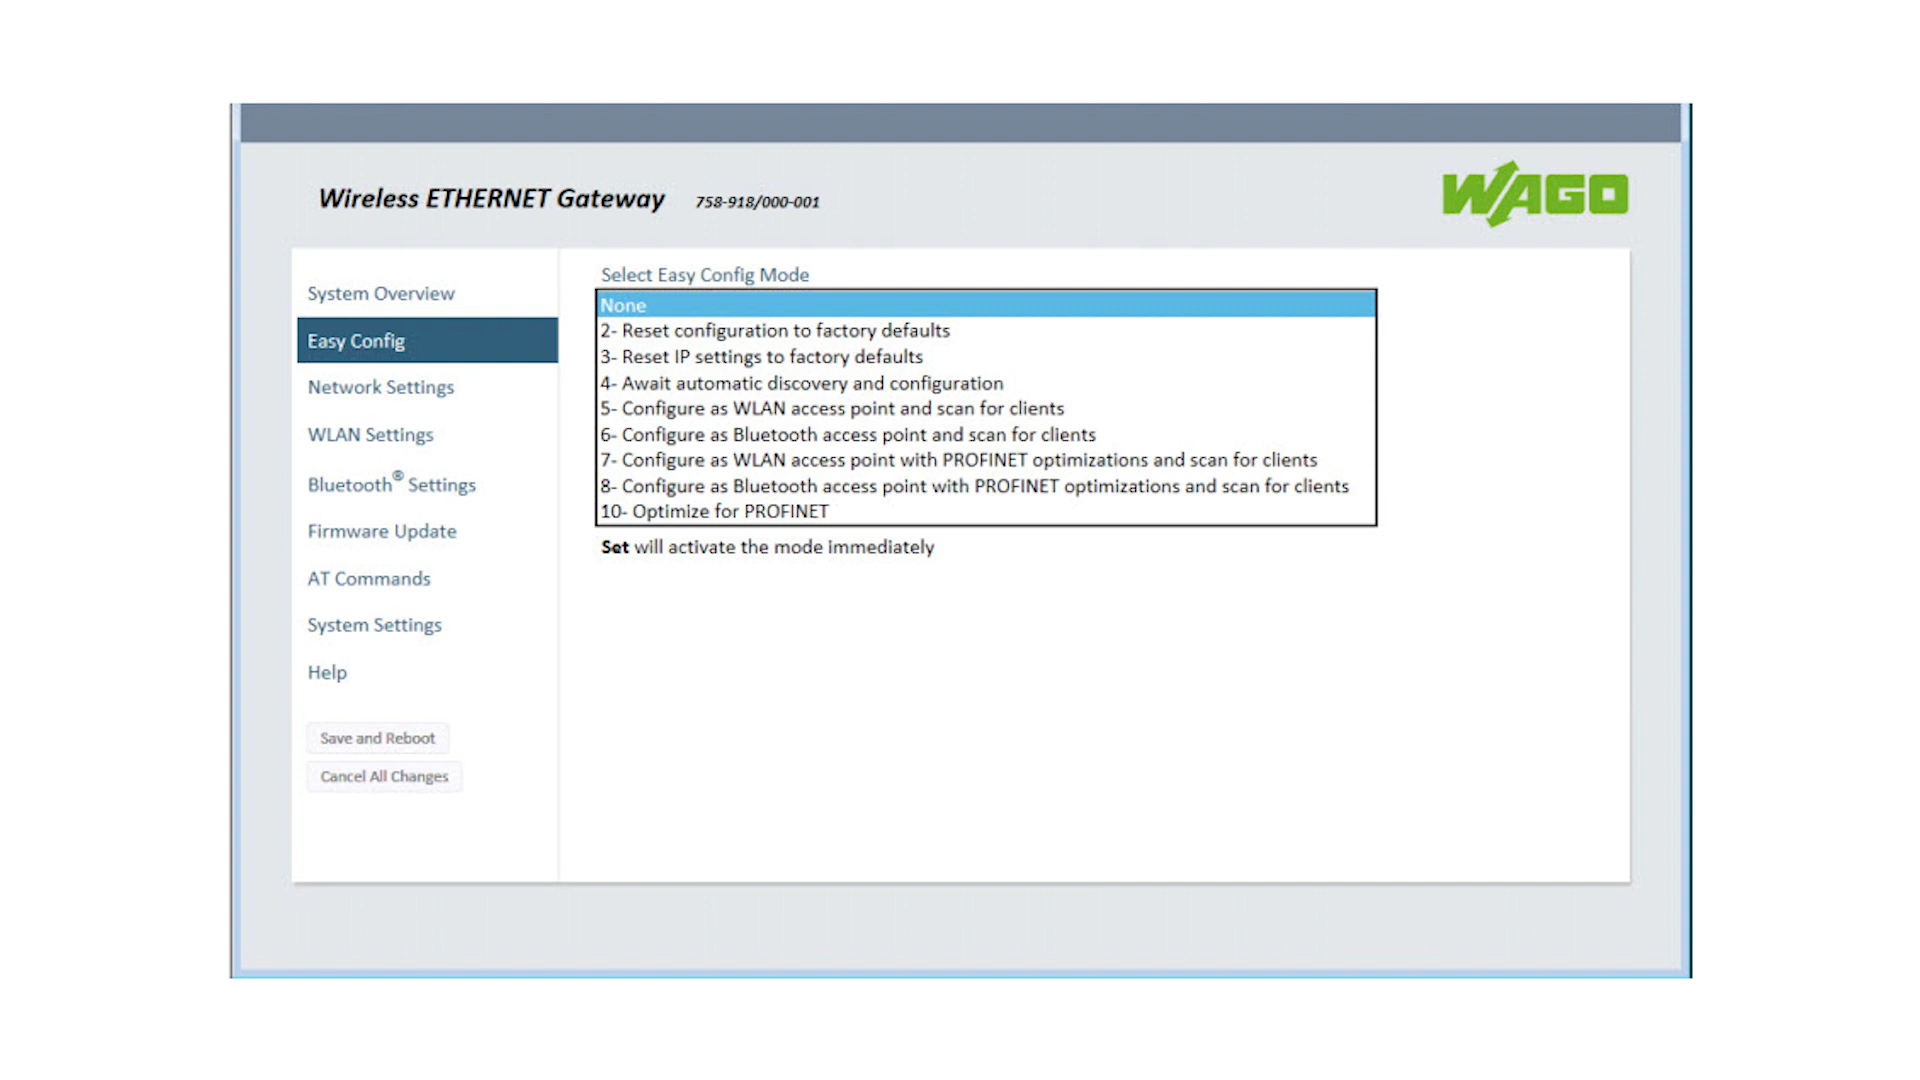 Wireless ETHERNET Gateway 758-918/000-001
WAGO
System Overview
Easy Config
Network Settings
WLAN Settings
Bluetooth® Settings
Firmware Update
AT Commands
System Settings
Help
Save and Reboot
Cancel All Changes
Select Easy Config Mode
None
2- Reset configuration to factory defaults
3- Reset IP settings to factory defaults
4- Await automatic discovery and configuration
5- Configure as WLAN access point and scan for clients
6- Configure as Bluetooth access point and scan for clients
7- Configure as WLAN access point with PROFINET optimizations and scan for clients
8- Configure as Bluetooth access point with PROFINET optimizations and scan for clients
10- Optimize for PROFINET
Set will activate the mode immediately